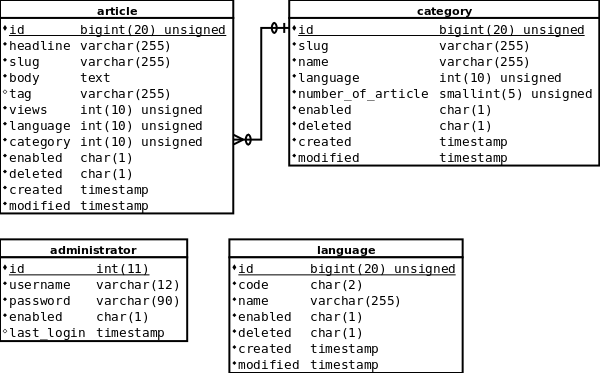 article
id bigint(20) unsigned
headline varchar(255)
slug varchar(255)
body text
tag varchar(255)
views int(10) unsigned
language int(10) unsigned
category int(10) unsigned
enabled char(1)
deleted char(1)
created timestamp
modified timestamp
category
id bigint(20) unsigned
slug varchar(255)
name varchar(255)
language int(10) unsigned
number_of_article smallint(5) unsigned
enabled char(1)
deleted char(1)
created timestamp
modified timestamp
administrator
id int(11)
username varchar(12)
password varchar(90)
enabled char(1)
last_login timestamp
language
id bigint(20) unsigned
code char(2)
name varchar(255)
enabled char(1)
deleted char(1)
created timestamp
modified timestamp